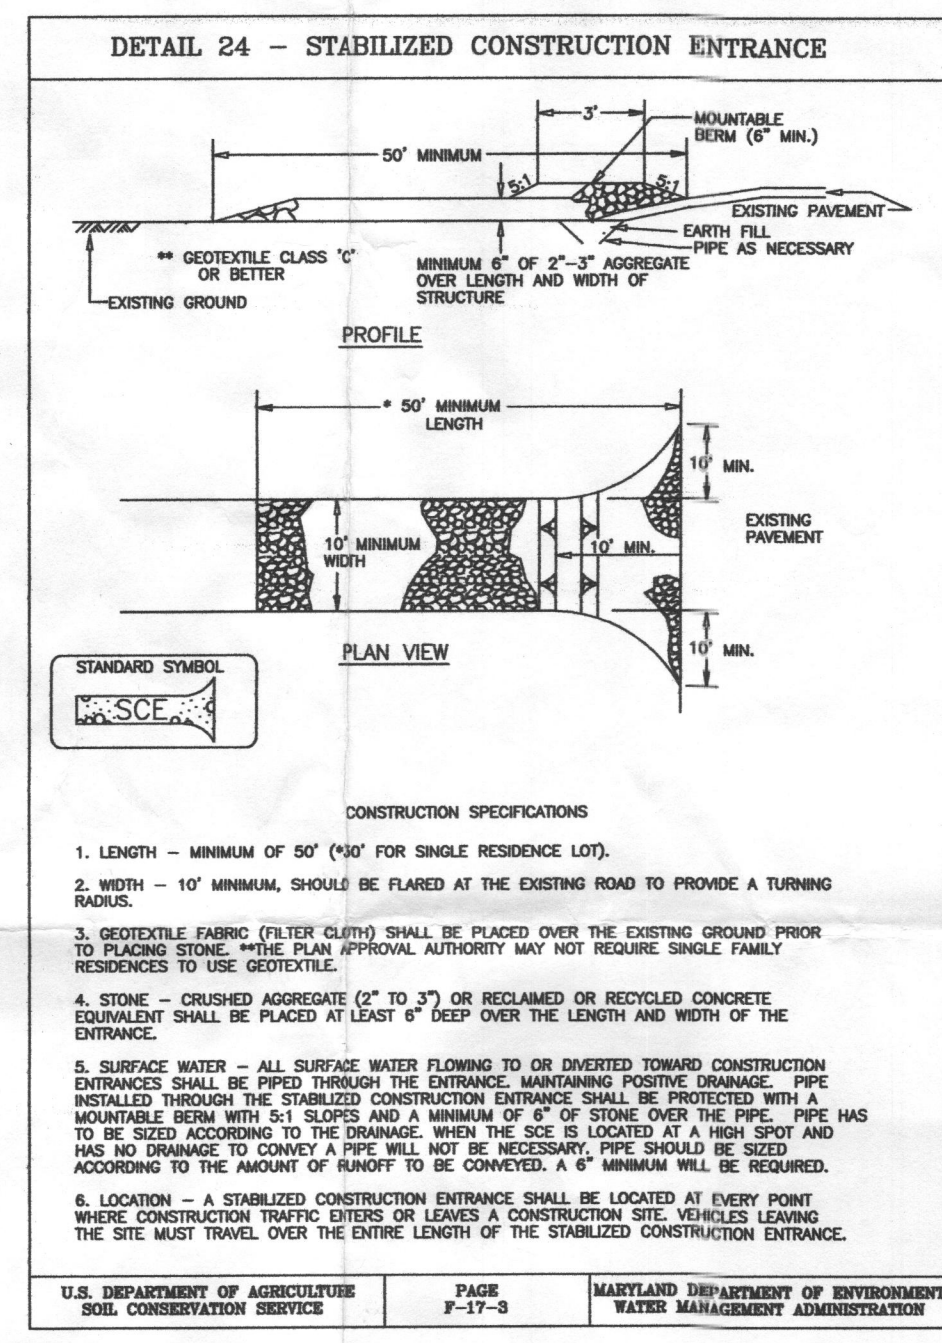 DETAIL 24 – STABILIZED CONSTRUCTION ENTRANCE
3'
MOUNTABLE
BERM (6" MIN.)
50' MINIMUM
5:1
5:1
EXISTING PAVEMENT
EARTH FILL
PIPE AS NECESSARY
** GEOTEXTILE CLASS "C"
OR BETTER
MINIMUM 6" OF 2"–3" AGGREGATE
OVER LENGTH AND WIDTH OF
STRUCTURE
EXISTING GROUND
PROFILE
* 50' MINIMUM
LENGTH
10' MIN.
EXISTING
PAVEMENT
10' MINIMUM
WIDTH
10' MIN.
10' MIN.
PLAN VIEW
STANDARD SYMBOL
SCE
CONSTRUCTION SPECIFICATIONS
1. LENGTH – MINIMUM OF 50' (*30' FOR SINGLE RESIDENCE LOT).
2. WIDTH – 10' MINIMUM, SHOULD BE FLARED AT THE EXISTING ROAD TO PROVIDE A TURNING
RADIUS.
3. GEOTEXTILE FABRIC (FILTER CLOTH) SHALL BE PLACED OVER THE EXISTING GROUND PRIOR
TO PLACING STONE. **THE PLAN APPROVAL AUTHORITY MAY NOT REQUIRE SINGLE FAMILY
RESIDENCES TO USE GEOTEXTILE.
4. STONE – CRUSHED AGGREGATE (2" TO 3") OR RECLAIMED OR RECYCLED CONCRETE
EQUIVALENT SHALL BE PLACED AT LEAST 6" DEEP OVER THE LENGTH AND WIDTH OF THE
ENTRANCE.
5. SURFACE WATER – ALL SURFACE WATER FLOWING TO OR DIVERTED TOWARD CONSTRUCTION
ENTRANCES SHALL BE PIPED THROUGH THE ENTRANCE. MAINTAINING POSITIVE DRAINAGE. PIPE
INSTALLED THROUGH THE STABILIZED CONSTRUCTION ENTRANCE SHALL BE PROTECTED WITH A
MOUNTABLE BERM WITH 5:1 SLOPES AND A MINIMUM OF 6" OF STONE OVER THE PIPE. PIPE HAS
TO BE SIZED ACCORDING TO THE DRAINAGE. WHEN THE SCE IS LOCATED AT A HIGH SPOT AND
HAS NO DRAINAGE TO CONVEY A PIPE WILL NOT BE NECESSARY. PIPE SHOULD BE SIZED
ACCORDING TO THE AMOUNT OF RUNOFF TO BE CONVEYED. A 6" MINIMUM WILL BE REQUIRED.
6. LOCATION – A STABILIZED CONSTRUCTION ENTRANCE SHALL BE LOCATED AT EVERY POINT
WHERE CONSTRUCTION TRAFFIC ENTERS OR LEAVES A CONSTRUCTION SITE. VEHICLES LEAVING
THE SITE MUST TRAVEL OVER THE ENTIRE LENGTH OF THE STABILIZED CONSTRUCTION ENTRANCE.
U.S. DEPARTMENT OF AGRICULTURE
SOIL CONSERVATION SERVICE
PAGE
F-17-3
MARYLAND DEPARTMENT OF ENVIRONMENT
WATER MANAGEMENT ADMINISTRATION